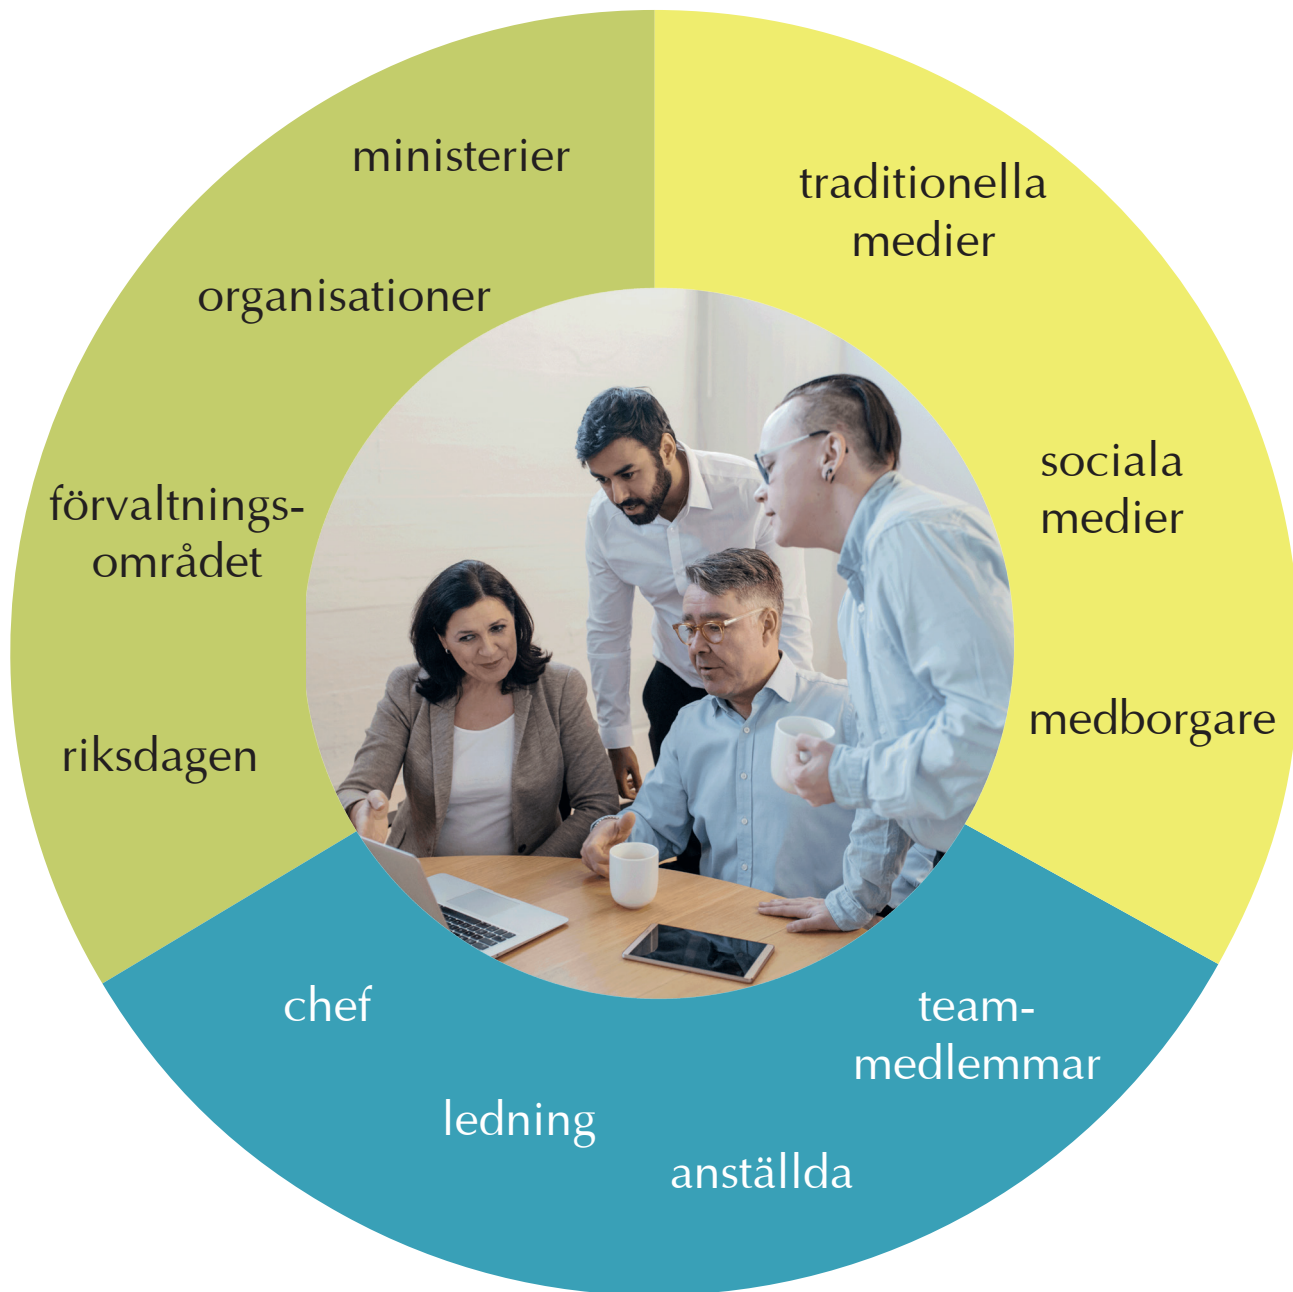 ministerier
organisationer
förvaltnings-
området
riksdagen
traditionella
medier
sociala
medier
medborgare
chef
ledning
anställda
team-
medlemmar